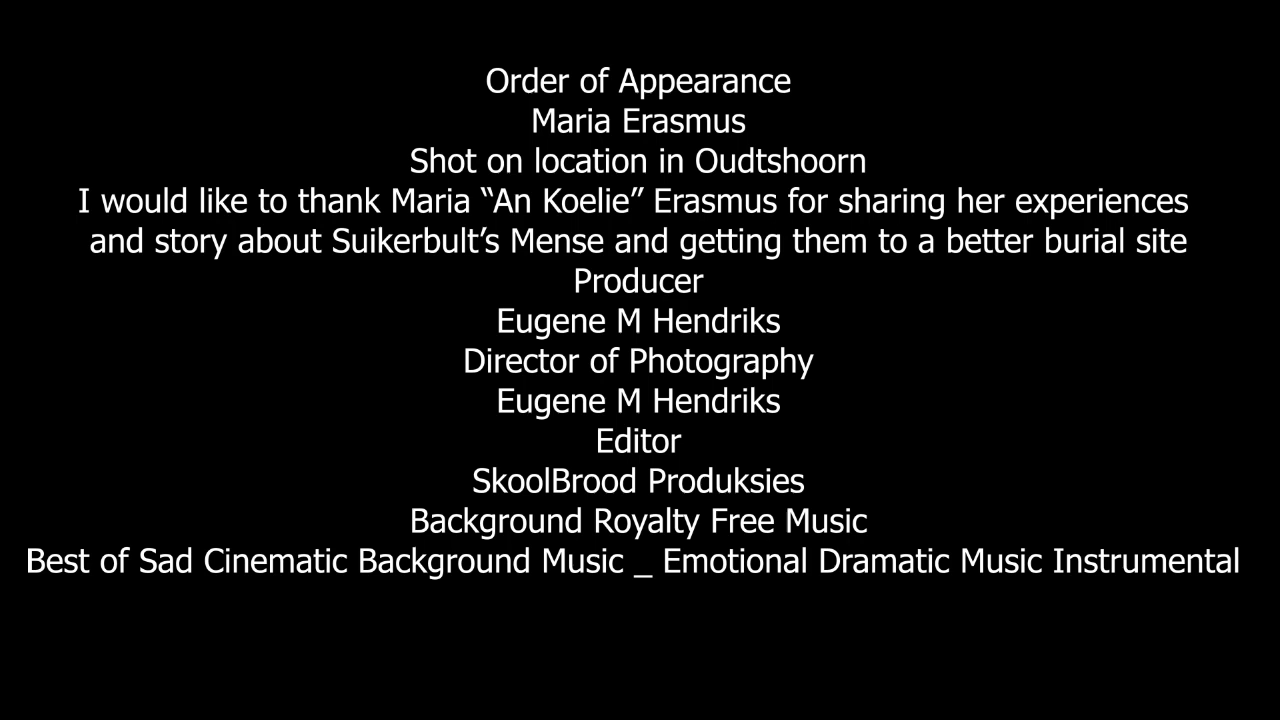 Order of Appearance
Maria Erasmus
Shot on location in Oudtshoorn
I would like to thank Maria “An Koelie” Erasmus for sharing her experiences
and story about Suikerbult’s Mense and getting them to a better burial site
Producer
Eugene M Hendriks
Director of Photography
Eugene M Hendriks
Editor
SkoolBrood Produksies
Background Royalty Free Music
Best of Sad Cinematic Background Music _ Emotional Dramatic Music Instrumental